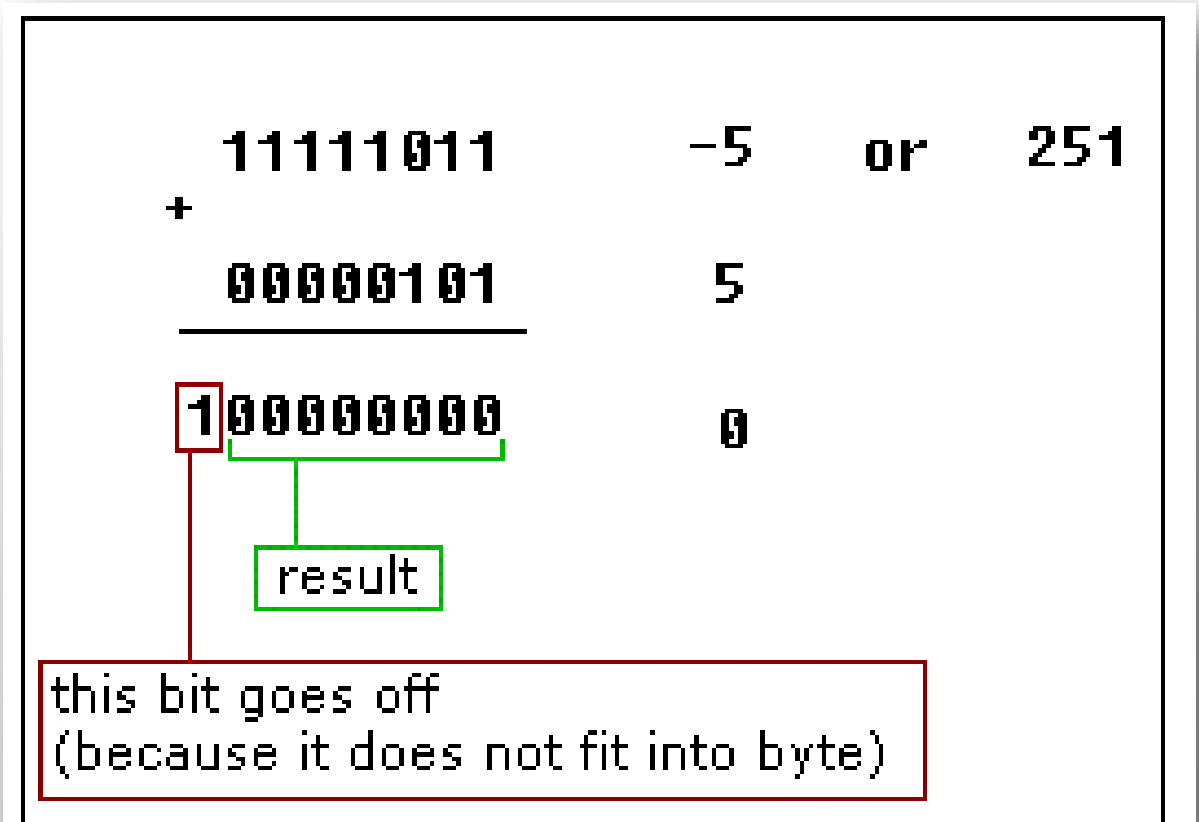 11111011 -5 or 251
+
00000101 5
100000000 0
result
this bit goes off
(because it does not fit into byte)